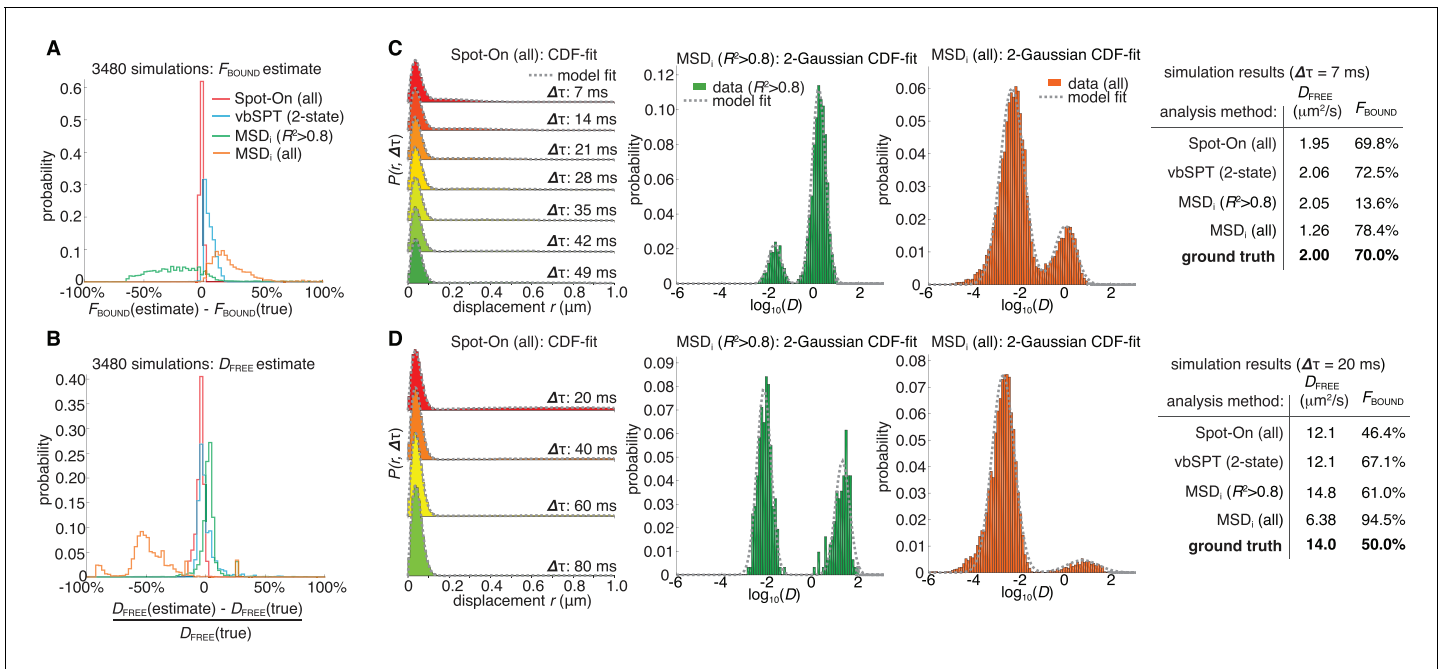 A
3480 simulations: FBOUND estimate
Spot-On (all)
vbSPT (2-state)
MSDi (R²>0.8)
MSDi (all)
probability
0.6
0.5
0.4
0.3
0.2
0.1
0
-100%
-50%
0
50%
100%
FBOUND(estimate) - FBOUND(true)
B
3480 simulations: DFREE estimate
probability
0.40
0.35
0.30
0.25
0.20
0.15
0.10
0.05
0
-100%
-50%
0
50%
100%
DFREE(estimate) - DFREE(true)
DFREE(true)
C
Spot-On (all): CDF-fit
model fit
Δτ: 7 ms
Δτ: 14 ms
Δτ: 21 ms
Δτ: 28 ms
Δτ: 35 ms
Δτ: 42 ms
Δτ: 49 ms
P(r, Δτ)
0
0.2
0.4
0.6
0.8
1.0
displacement r (µm)
MSDi (R²>0.8): 2-Gaussian CDF-fit
data (R²>0.8)
model fit
probability
0.12
0.10
0.08
0.06
0.04
0.02
0
-6
-4
-2
0
2
log10(D)
MSDi (all): 2-Gaussian CDF-fit
data (all)
model fit
probability
0.06
0.05
0.04
0.03
0.02
0.01
0
-6
-4
-2
0
2
log10(D)
simulation results (Δτ = 7 ms)
analysis method: DFREE (µm²/s) FBOUND
Spot-On (all) 1.95 69.8%
vbSPT (2-state) 2.06 72.5%
MSDi (R²>0.8) 2.05 13.6%
MSDi (all) 1.26 78.4%
ground truth 2.00 70.0%
D
Spot-On (all): CDF-fit
Δτ: 20 ms
Δτ: 40 ms
Δτ: 60 ms
Δτ: 80 ms
P(r, Δτ)
0
0.2
0.4
0.6
0.8
1.0
displacement r (µm)
MSDi (R²>0.8): 2-Gaussian CDF-fit
probability
0.09
0.08
0.07
0.06
0.05
0.04
0.03
0.02
0.01
0
-6
-4
-2
0
2
log10(D)
MSDi (all): 2-Gaussian CDF-fit
probability
0.08
0.07
0.06
0.05
0.04
0.03
0.02
0.01
0
-6
-4
-2
0
2
log10(D)
simulation results (Δτ = 20 ms)
analysis method: DFREE (µm²/s) FBOUND
Spot-On (all) 12.1 46.4%
vbSPT (2-state) 12.1 67.1%
MSDi (R²>0.8) 14.8 61.0%
MSDi (all) 6.38 94.5%
ground truth 14.0 50.0%